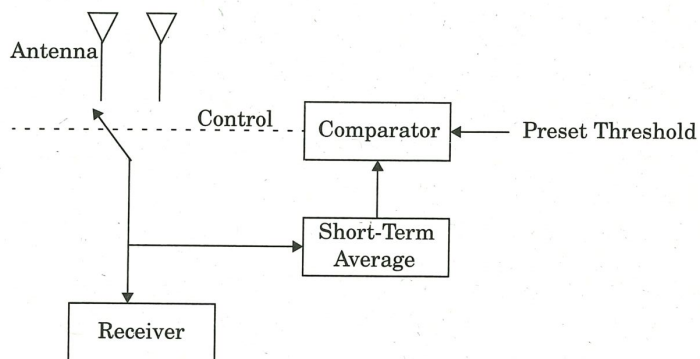 Antenna
Control
Comparator
Preset Threshold
Short-Term
Average
Receiver